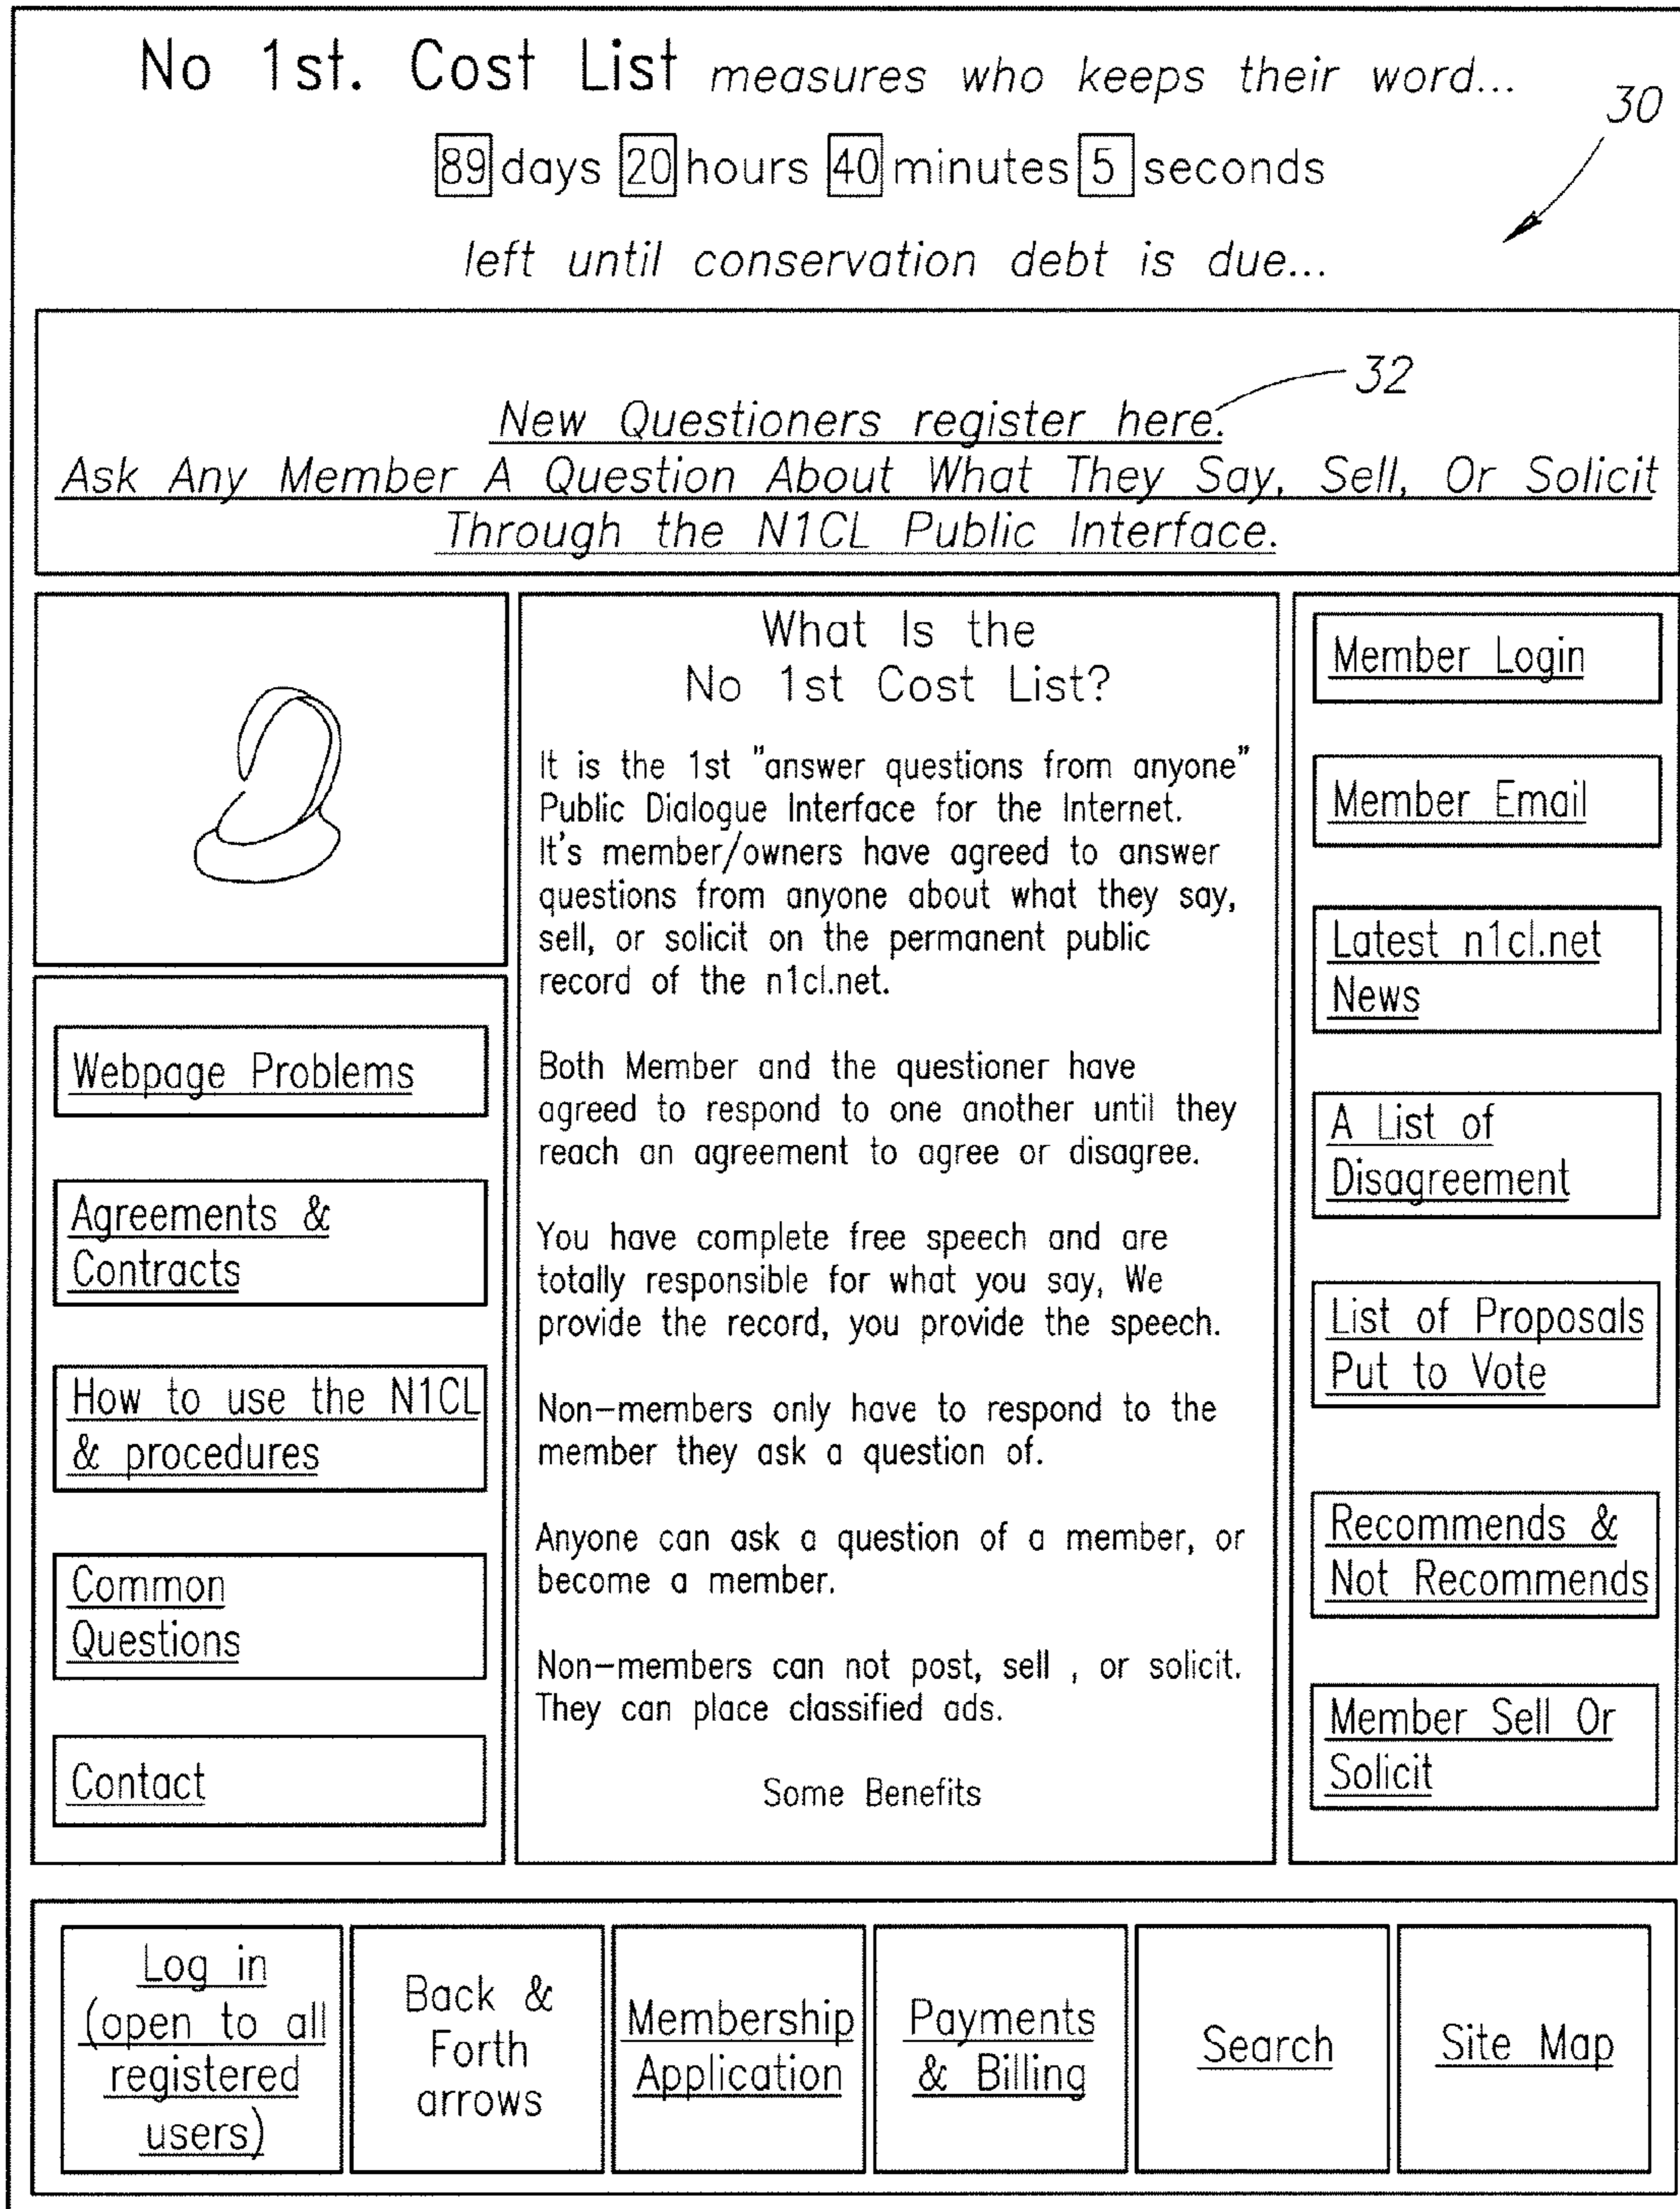 No 1st. Cost List measures who keeps their word...
30
89 days 20 hours 40 minutes 5 seconds
left until conservation debt is due...
32
New Questioners register here.
Ask Any Member A Question About What They Say, Sell, Or Solicit
Through the N1CL Public Interface.
Webpage Problems
Agreements &
Contracts
How to use the N1CL
& procedures
Common
Questions
Contact
What Is the
No 1st Cost List?
It is the 1st "answer questions from anyone"
Public Dialogue Interface for the Internet.
It's member/owners have agreed to answer
questions from anyone about what they say,
sell, or solicit on the permanent public
record of the n1cl.net.
Both Member and the questioner have
agreed to respond to one another until they
reach an agreement to agree or disagree.
You have complete free speech and are
totally responsible for what you say, We
provide the record, you provide the speech.
Non-members only have to respond to the
member they ask a question of.
Anyone can ask a question of a member, or
become a member.
Non-members can not post, sell , or solicit.
They can place classified ads.
Some Benefits
Member Login
Member Email
Latest n1cl.net
News
A List of
Disagreement
List of Proposals
Put to Vote
Recommends &
Not Recommends
Member Sell Or
Solicit
Log in
(open to all
registered
users)
Back &
Forth
arrows
Membership
Application
Payments
& Billing
Search
Site Map